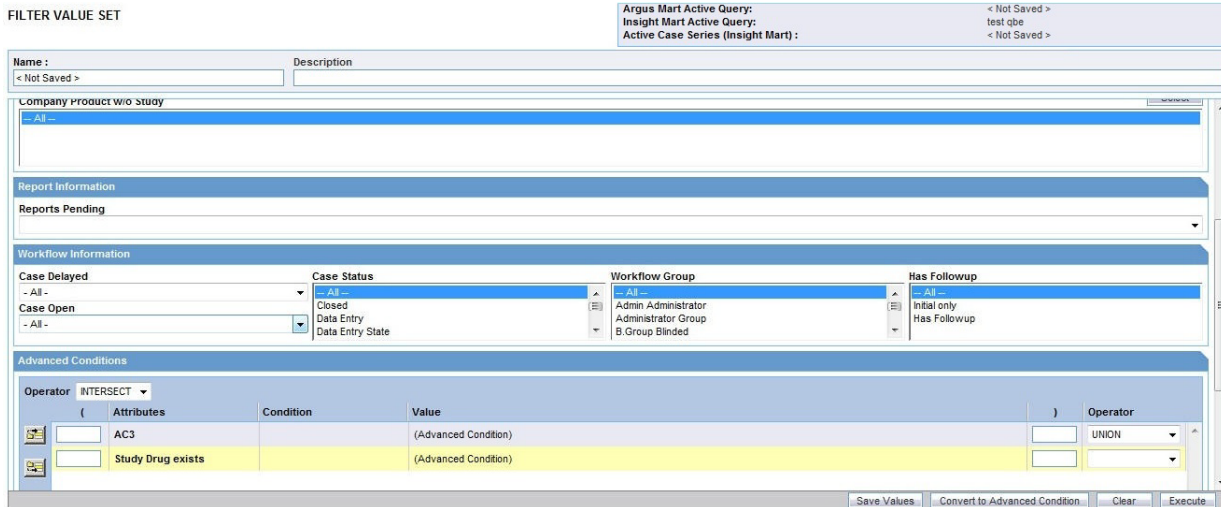 FILTER VALUE SET
Argus Mart Active Query: < Not Saved >
Insight Mart Active Query: test qbe
Active Case Series (Insight Mart) : < Not Saved >
Name : Description
< Not Saved >
Company Product w/o Study Select
-- All --
Report Information
Reports Pending
Workflow Information
Case Delayed Case Status Workflow Group Has Followup
- All - -- All -- -- All -- -- All --
Case Open Closed Admin Administrator Initial only
- All - Data Entry Administrator Group Has Followup
Data Entry State B.Group Blinded
Advanced Conditions
Operator INTERSECT
( Attributes Condition Value ) Operator
AC3 (Advanced Condition) UNION
Study Drug exists (Advanced Condition)
Save Values Convert to Advanced Condition Clear Execute